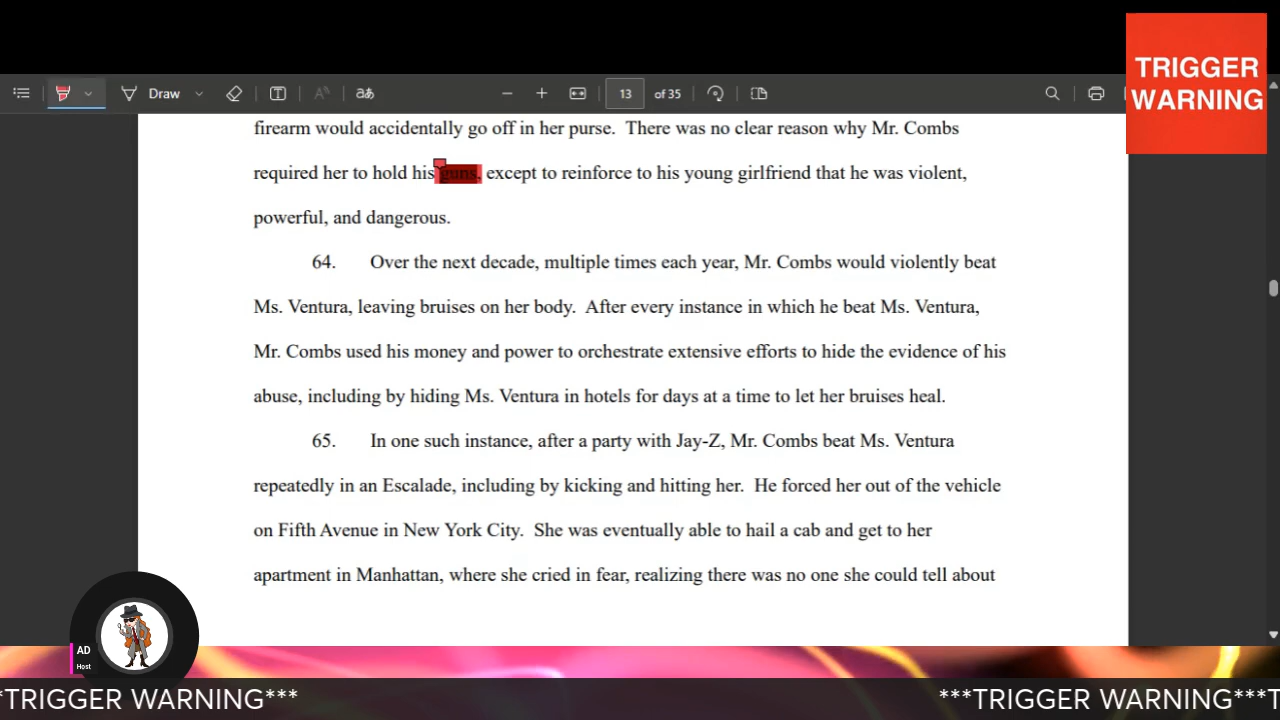 TRIGGER
WARNING
Draw
aあ
13 of 35
firearm would accidentally go off in her purse. There was no clear reason why Mr. Combs
required her to hold his guns, except to reinforce to his young girlfriend that he was violent,
powerful, and dangerous.
64. Over the next decade, multiple times each year, Mr. Combs would violently beat
Ms. Ventura, leaving bruises on her body. After every instance in which he beat Ms. Ventura,
Mr. Combs used his money and power to orchestrate extensive efforts to hide the evidence of his
abuse, including by hiding Ms. Ventura in hotels for days at a time to let her bruises heal.
65. In one such instance, after a party with Jay-Z, Mr. Combs beat Ms. Ventura
repeatedly in an Escalade, including by kicking and hitting her. He forced her out of the vehicle
on Fifth Avenue in New York City. She was eventually able to hail a cab and get to her
apartment in Manhattan, where she cried in fear, realizing there was no one she could tell about
AD
Host
*TRIGGER WARNING*** ***TRIGGER WARNING***T